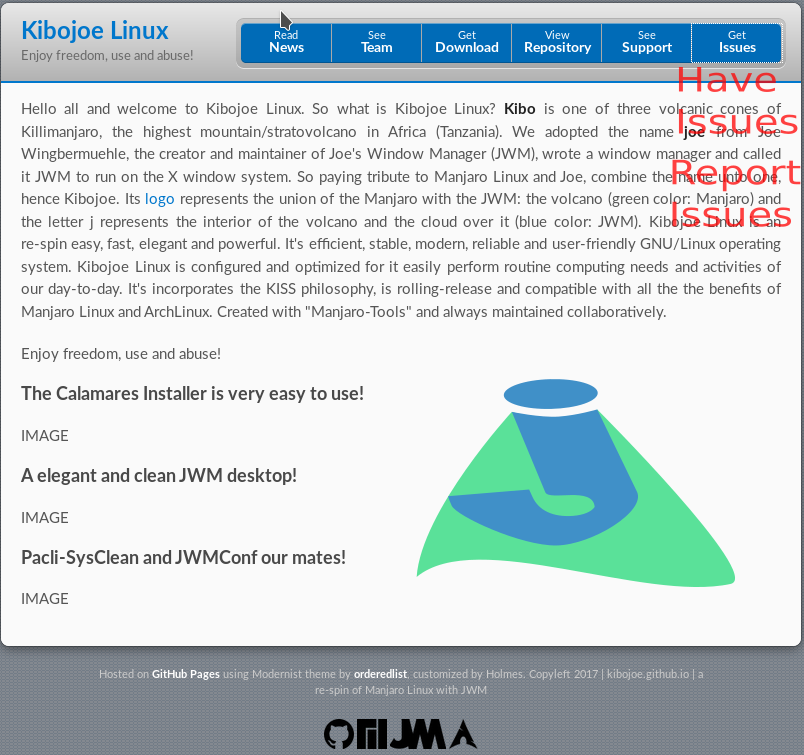 Kibojoe Linux
Enjoy freedom, use and abuse!
Read
News
See
Team
Get
Download
View
Repository
See
Support
Get
Issues
Have
Issues
Report
Issues
Hello all and welcome to Kibojoe Linux. So what is Kibojoe Linux? Kibo is one of three volcanic cones of
Killimanjaro, the highest mountain/stratovolcano in Africa (Tanzania). We adopted the name joe from Joe
Wingbermuehle, the creator and maintainer of Joe's Window Manager (JWM), wrote a window manager and called
it JWM to run on the X window system. So paying tribute to Manjaro Linux and Joe, combine the name unto one,
hence Kibojoe. Its logo represents the union of the Manjaro with the JWM: the volcano (green color: Manjaro) and
the letter j represents the interior of the volcano and the cloud over it (blue color: JWM). Kibojoe Linux is an
re-spin easy, fast, elegant and powerful. It's efficient, stable, modern, reliable and user-friendly GNU/Linux operating
system. Kibojoe Linux is configured and optimized for it easily perform routine computing needs and activities of
our day-to-day. It's incorporates the KISS philosophy, is rolling-release and compatible with all the the benefits of
Manjaro Linux and ArchLinux. Created with "Manjaro-Tools" and always maintained collaboratively.
Enjoy freedom, use and abuse!
The Calamares Installer is very easy to use!
IMAGE
A elegant and clean JWM desktop!
IMAGE
Pacli-SysClean and JWMConf our mates!
IMAGE
Hosted on GitHub Pages using Modernist theme by orderedlist, customized by Holmes. Copyleft 2017 | kibojoe.github.io | a
re-spin of Manjaro Linux with JWM
JWM